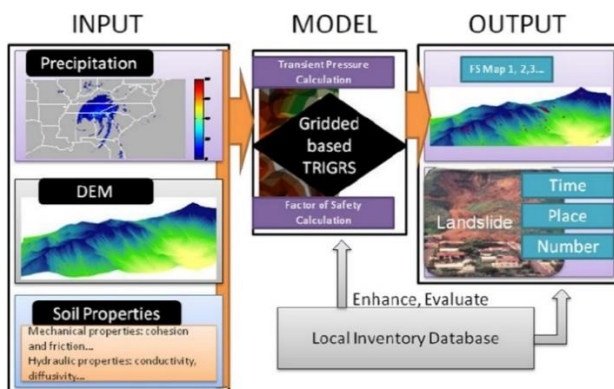 INPUT
MODEL
OUTPUT
Precipitation
DEM
Soil Properties
Mechanical properties: cohesion
and friction...
Hydraulic properties: conductivity,
diffusivity...
Transient Pressure
Calculation
Gridded
based
TRIGRS
Factor of Safety
Calculation
FS Map 1, 2,3...
Landslide
Time
Place
Number
Enhance, Evaluate
Local Inventory Database